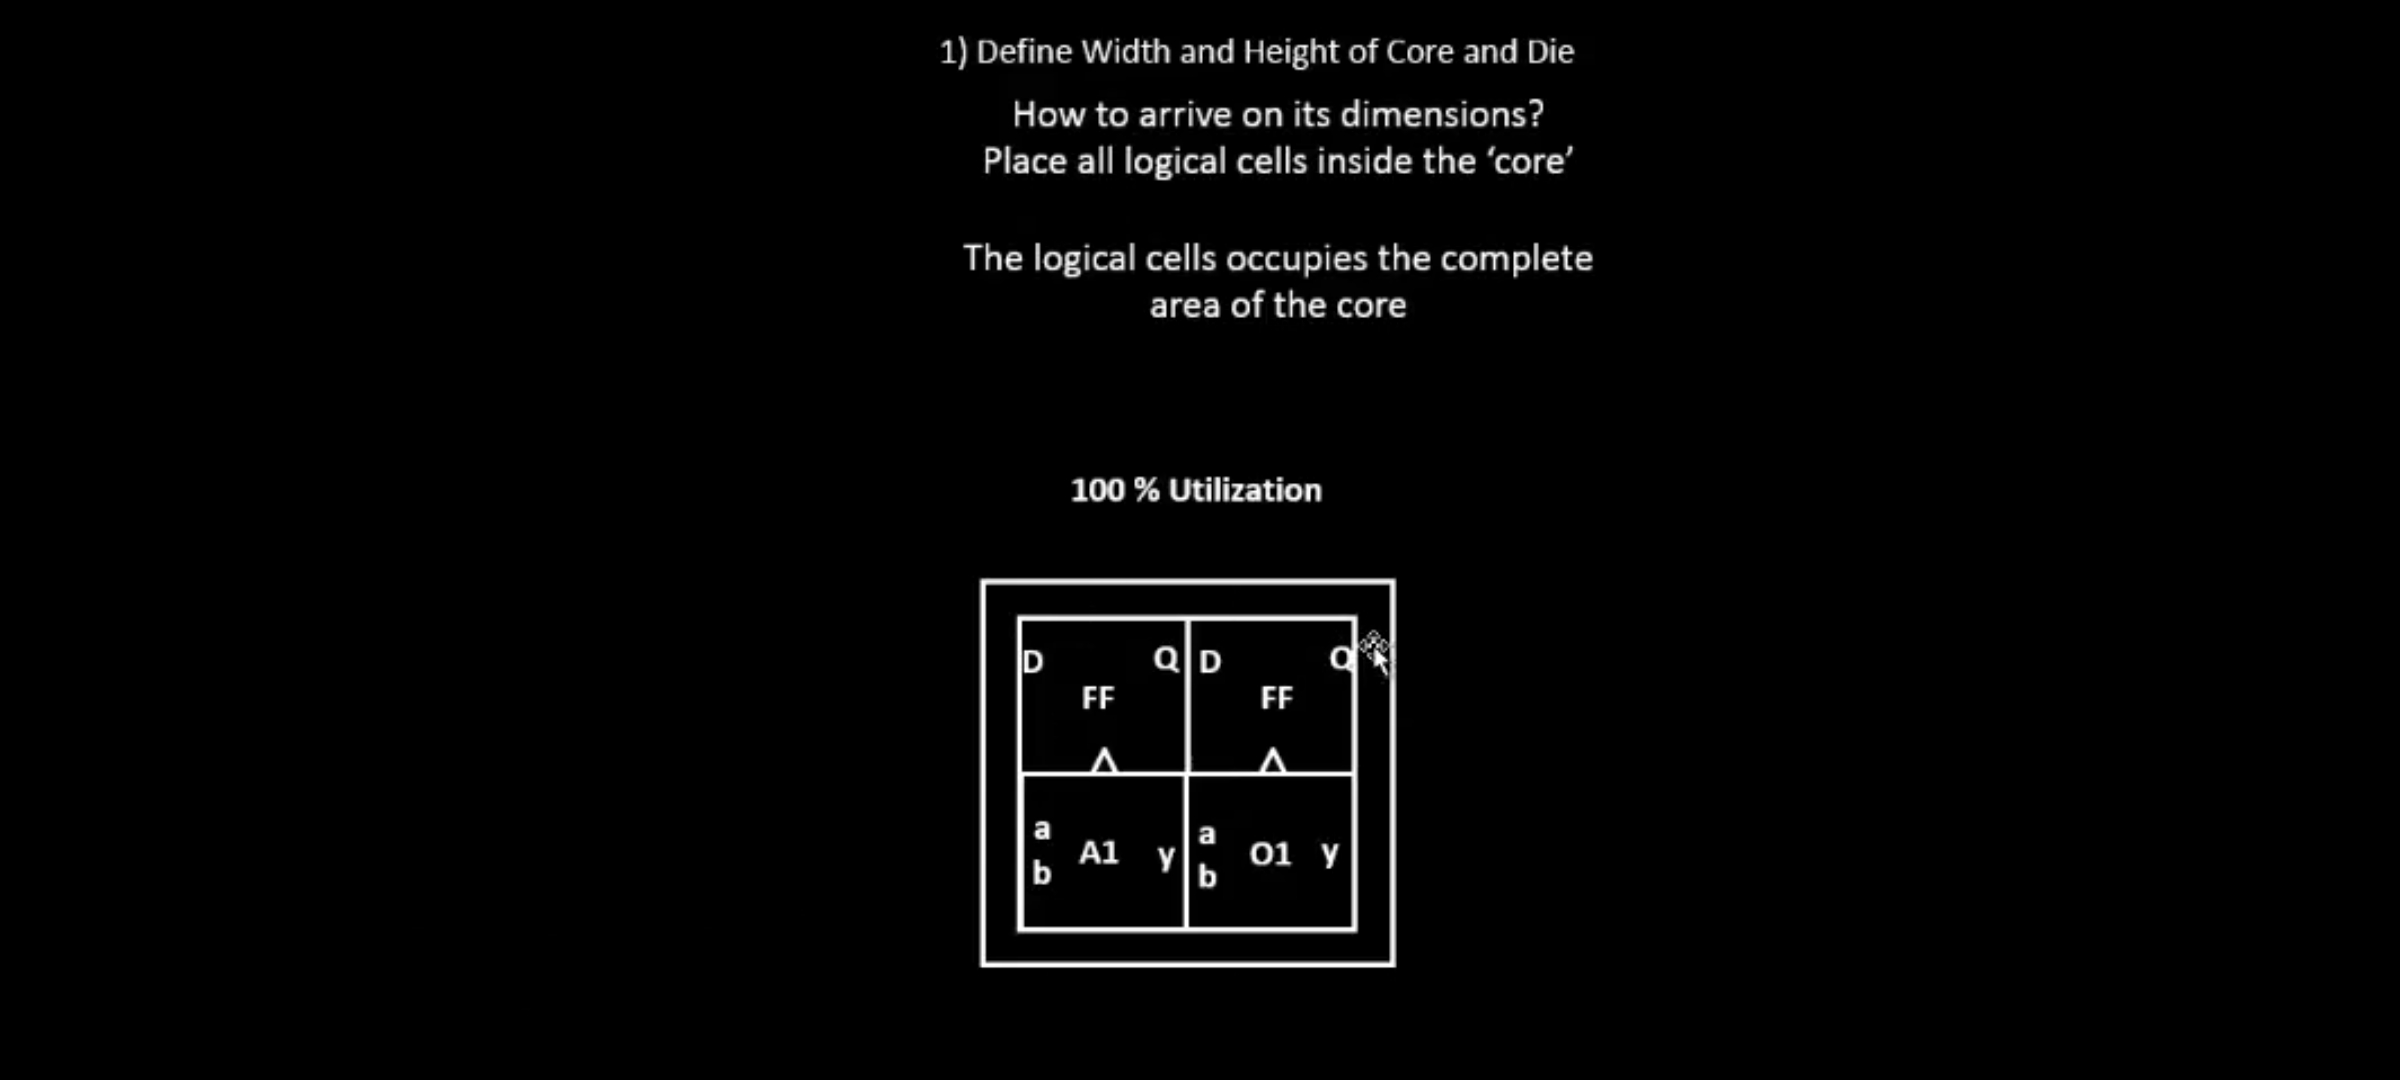 1) Define Width and Height of Core and Die
How to arrive on its dimensions?
Place all logical cells inside the ‘core’
The logical cells occupies the complete
area of the core
100 % Utilization
D Q D Q
FF FF
a A1 y a O1 y
b b